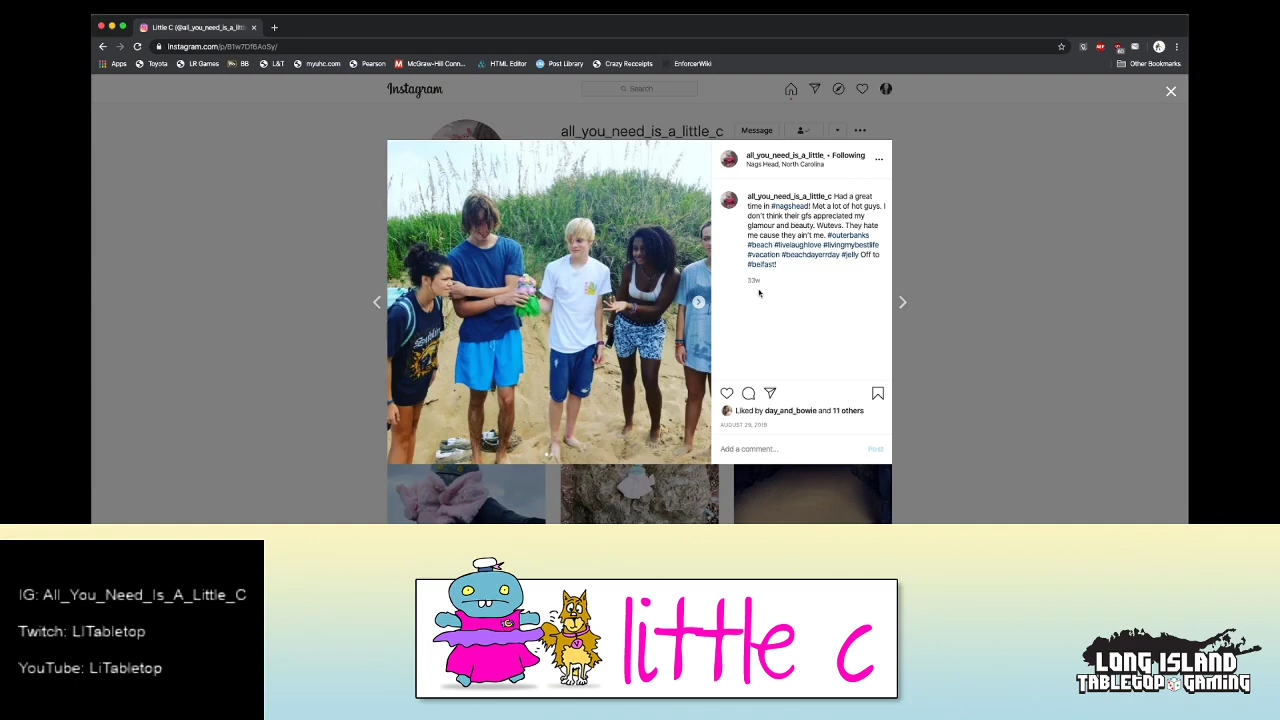 Little C (@all_you_need_is_a_littl
instagram.com/p/B1w7Df6AoSy/
Apps Toyota LR Games BB L&T myuhc.com Pearson McGraw-Hill Conn... HTML Editor Post Library Crazy Recceipts EnforcerWiki Other Bookmarks
Instagram Search
all_you_need_is_a_little_c Message
all_you_need_is_a_little_ • Following
Nags Head, North Carolina
all_you_need_is_a_little_c Had a great
time in #nagshead! Met a lot of hot guys. I
don't think their gfs appreciated my
glamour and beauty. Wutevs. They hate
me cause they ain't me. #outerbanks
#beach #livelaughlove #livingmybestlife
#vacation #beachdayerrday #jelly Off to
#belfast!
33w
Liked by day_and_bowie and 11 others
AUGUST 29, 2019
Add a comment... Post
IG: All_You_Need_Is_A_Little_C
Twitch: LITabletop
YouTube: LiTabletop
little c
LONG ISLAND
TABLETOP GAMING